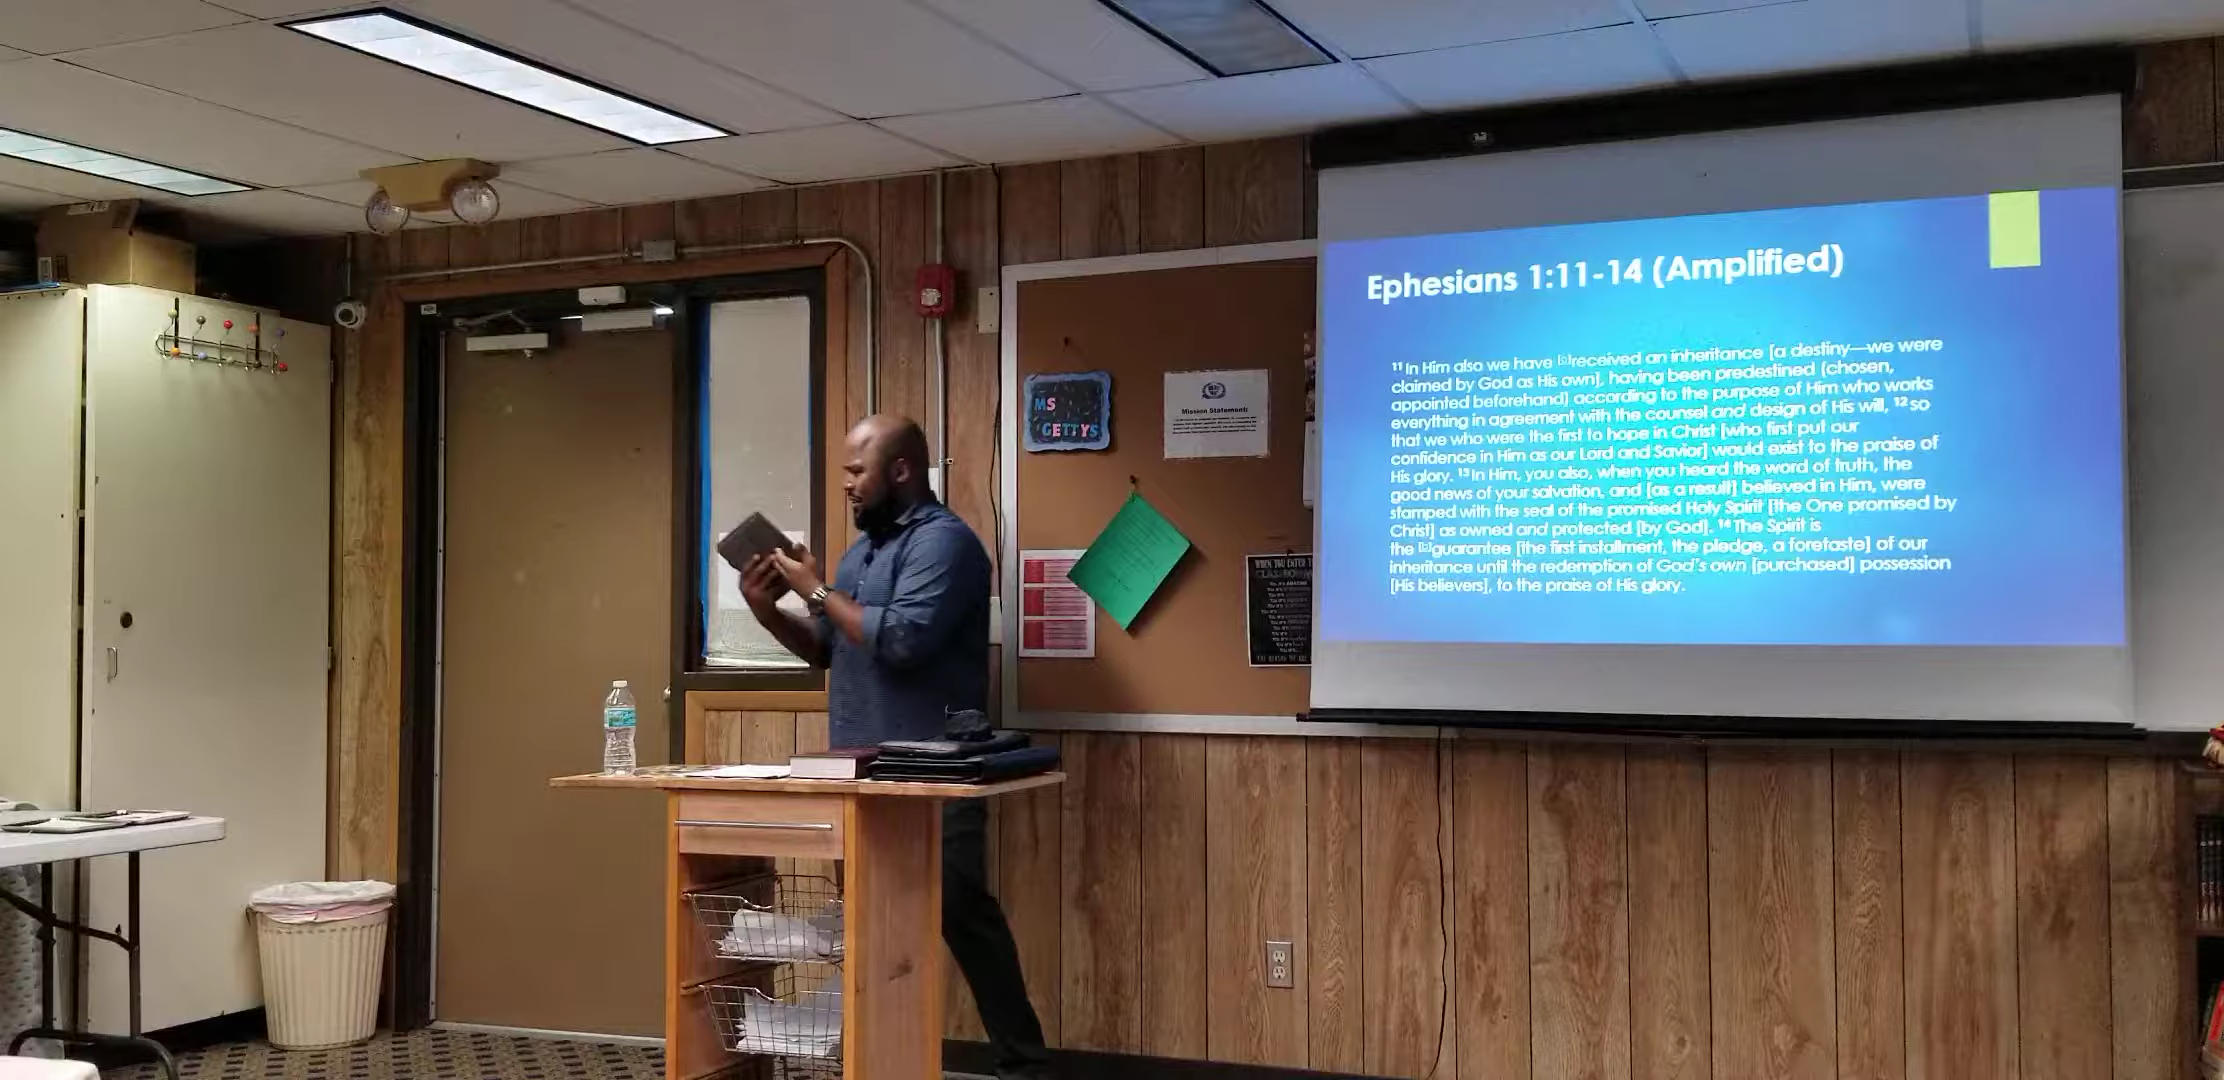 Ephesians 1:11-14 (Amplified)
11 In Him also we have received an inheritance [a destiny—we were
claimed by God as His own], having been predestined (chosen,
appointed beforehand) according to the purpose of Him who works
everything in agreement with the counsel and design of His will, 12 so
that we who were the first to hope in Christ [who first put our
confidence in Him as our Lord and Savior] would exist to the praise of
His glory. 13 In Him, you also, when you heard the word of truth, the
good news of your salvation, and [as a result] believed in Him, were
stamped with the seal of the promised Holy Spirit [the One promised by
Christ] as owned and protected [by God]. 14 The Spirit is
the guarantee [the first installment, the pledge, a foretaste] of our
inheritance until the redemption of God's own [purchased] possession
[His believers], to the praise of His glory.
MS
GETTYS
Mission Statement:
WHEN YOU ENTER